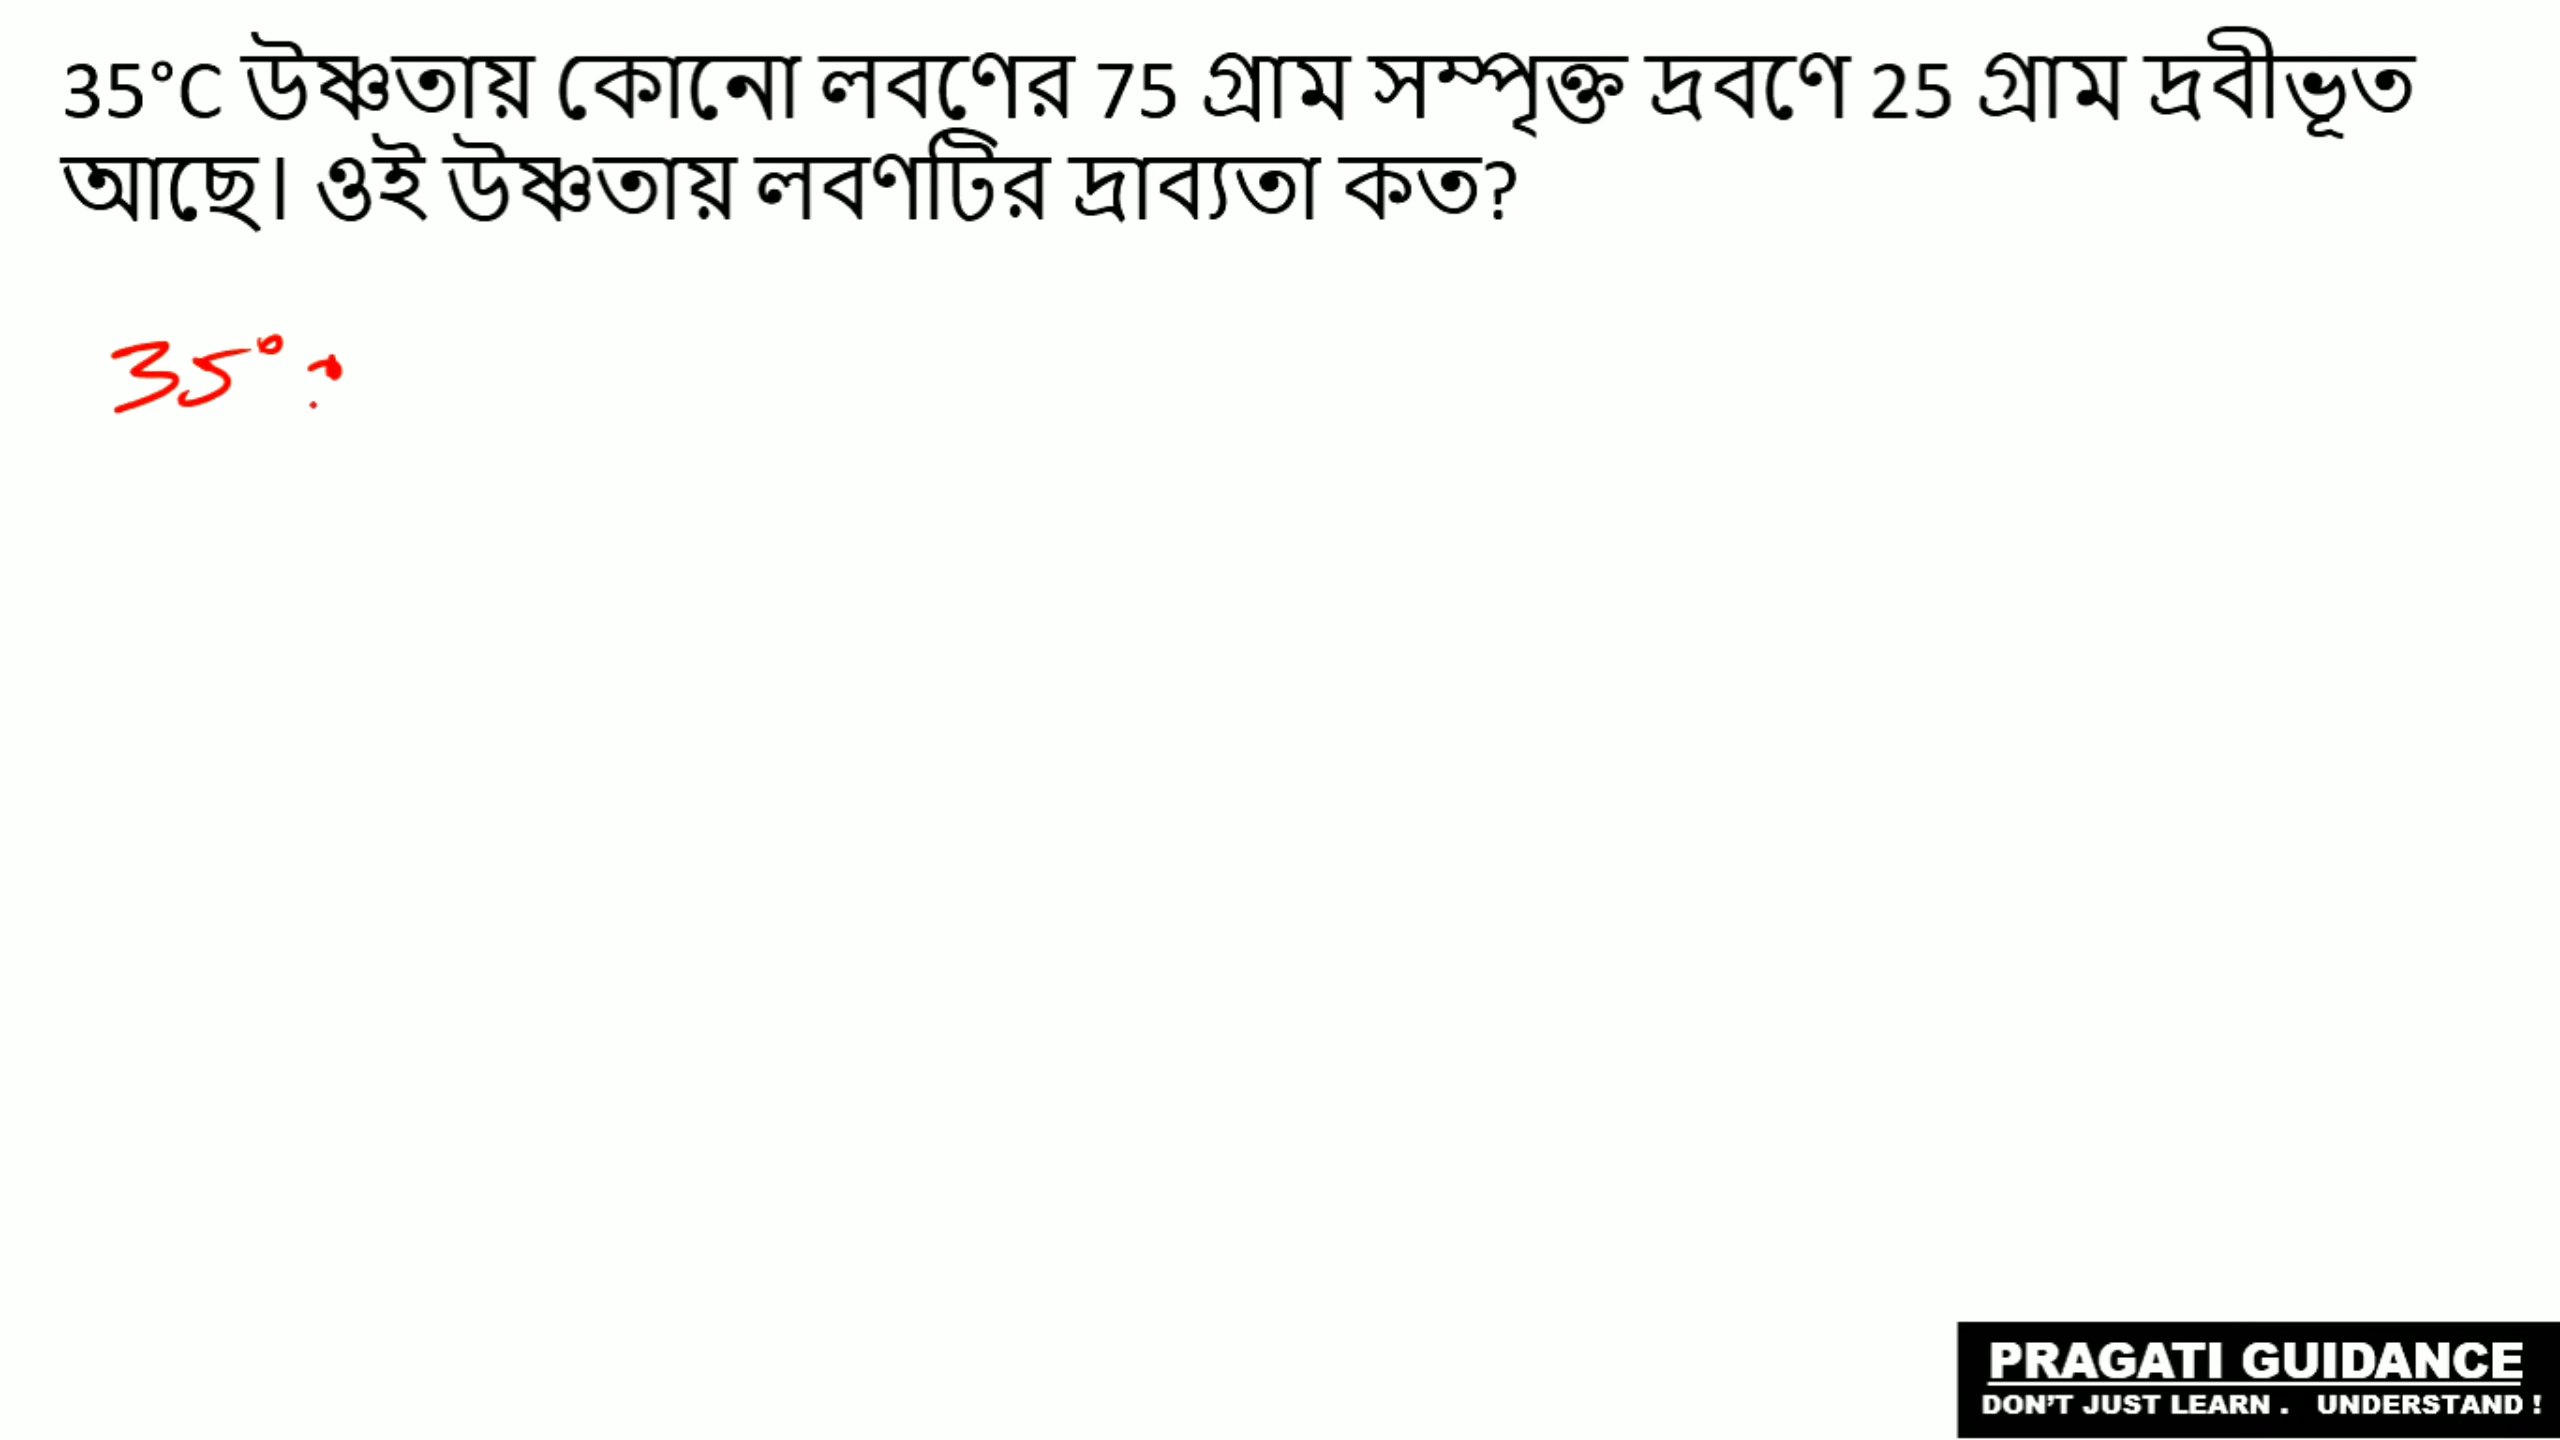 35°C উষ্ণতায় কোনো লবণের 75 গ্রাম সম্পৃক্ত দ্রবণে 25 গ্রাম দ্রবীভূত
আছে। ওই উষ্ণতায় লবণটির দ্রাব্যতা কত?
35°
PRAGATI GUIDANCE
DON'T JUST LEARN . UNDERSTAND !